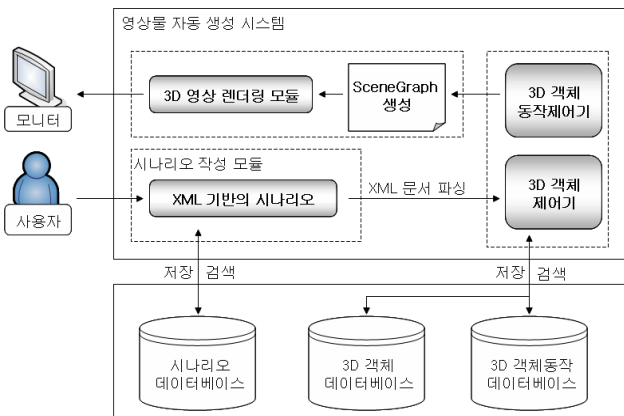 영상물 자동 생성 시스템
모니터
3D 영상 렌더링 모듈
SceneGraph
생성
3D 객체
동작제어기
사용자
시나리오 작성 모듈
XML 기반의 시나리오
XML 문서 파싱
3D 객체
제어기
저장 검색
저장 검색
시나리오
데이터베이스
3D 객체
데이터베이스
3D 객체동작
데이터베이스